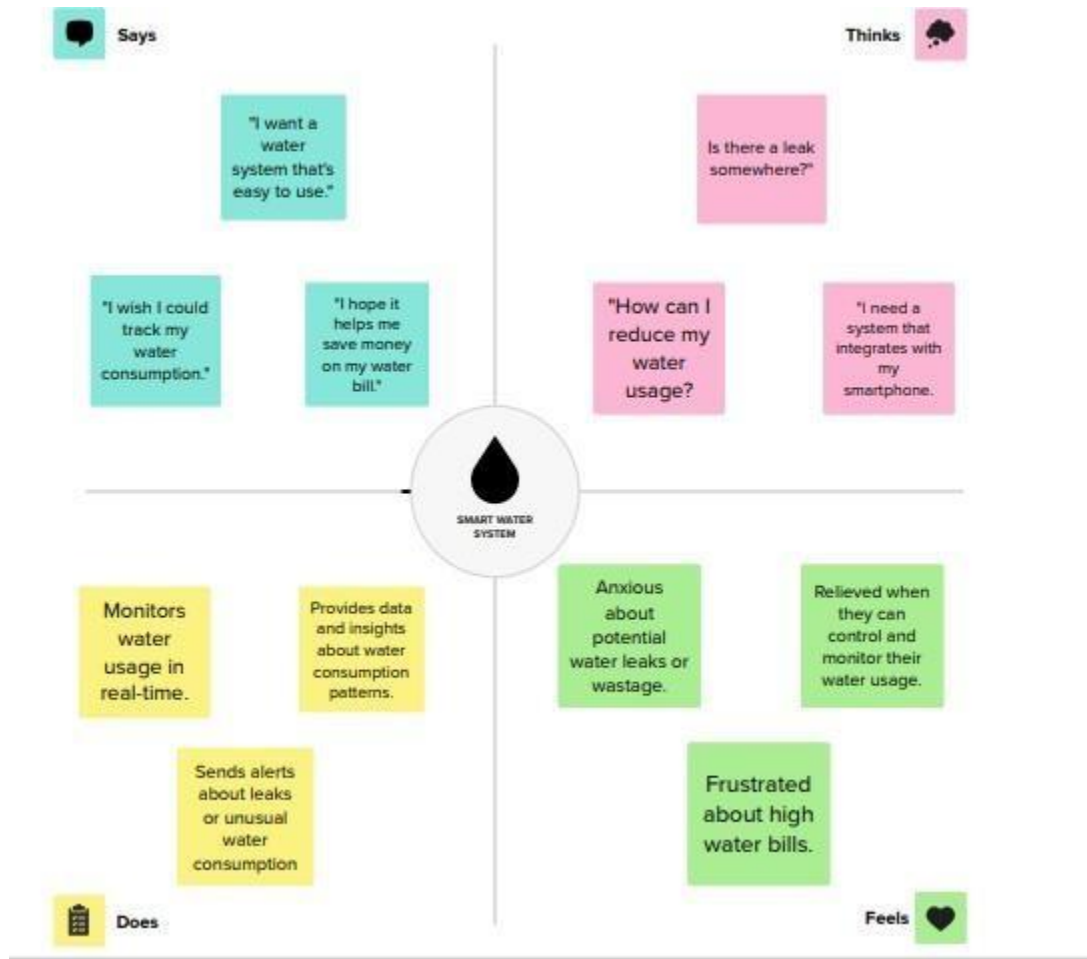 Says
"I want a
water
system that's
easy to use."
"I wish I could
track my
water
consumption."
"I hope it
helps me
save money
on my water
bill."
Thinks
Is there a leak
somewhere?"
"How can I
reduce my
water
usage?
"I need a
system that
integrates with
my
smartphone.
SMART WATER
SYSTEM
Monitors
water
usage in
real-time.
Provides data
and insights
about water
consumption
patterns.
Sends alerts
about leaks
or unusual
water
consumption
Does
Anxious
about
potential
water leaks or
wastage.
Relieved when
they can
control and
monitor their
water usage.
Frustrated
about high
water bills.
Feels